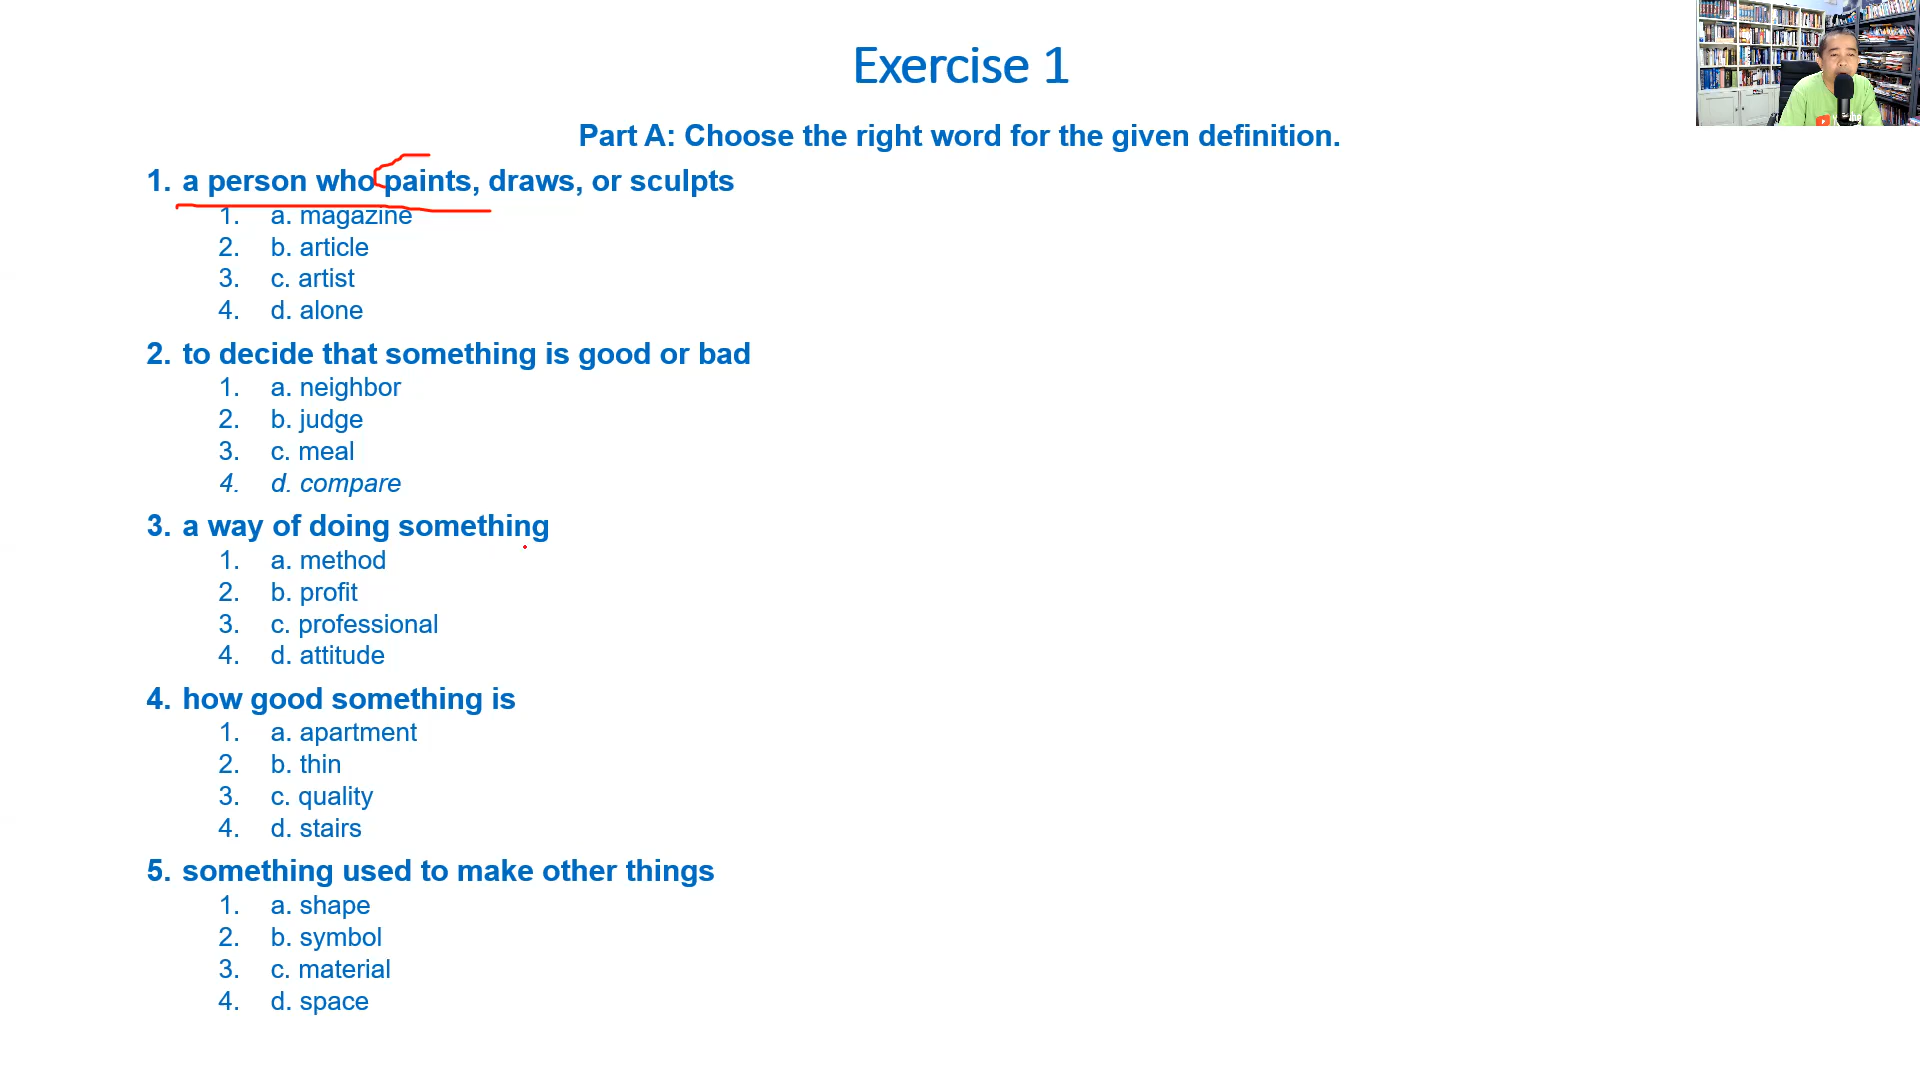 Exercise 1
Part A: Choose the right word for the given definition.
1. a person who paints, draws, or sculpts
1. a. magazine
2. b. article
3. c. artist
4. d. alone
2. to decide that something is good or bad
1. a. neighbor
2. b. judge
3. c. meal
4. d. compare
3. a way of doing something
1. a. method
2. b. profit
3. c. professional
4. d. attitude
4. how good something is
1. a. apartment
2. b. thin
3. c. quality
4. d. stairs
5. something used to make other things
1. a. shape
2. b. symbol
3. c. material
4. d. space